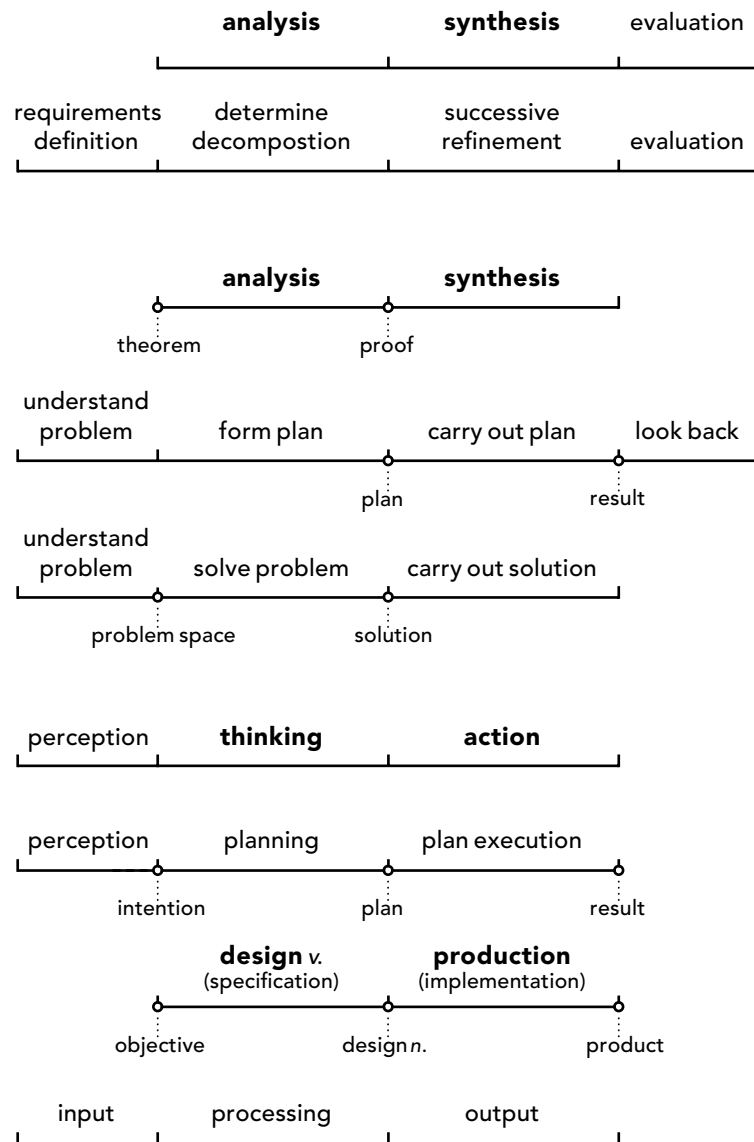 analysis synthesis evaluation
requirements determine successive
definition decompostion refinement evaluation
analysis synthesis
theorem proof
understand
problem form plan carry out plan look back
plan result
understand
problem solve problem carry out solution
problem space solution
perception thinking action
perception planning plan execution
intention plan result
design v. production
(specification) (implementation)
objective design n. product
input processing output